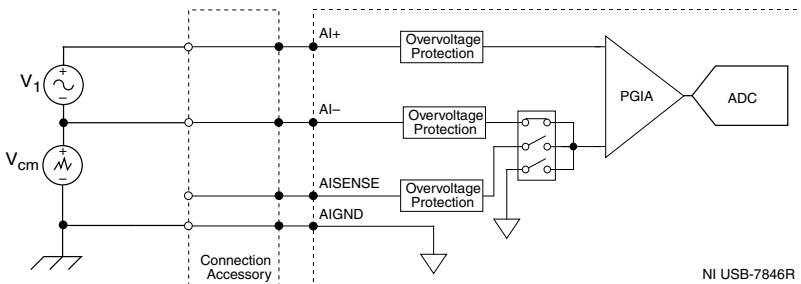 AI+
Overvoltage
Protection
V1
+
−
PGIA
ADC
AI−
Overvoltage
Protection
Vcm
+
−
AISENSE
Overvoltage
Protection
AIGND
Connection
Accessory
NI USB-7846R